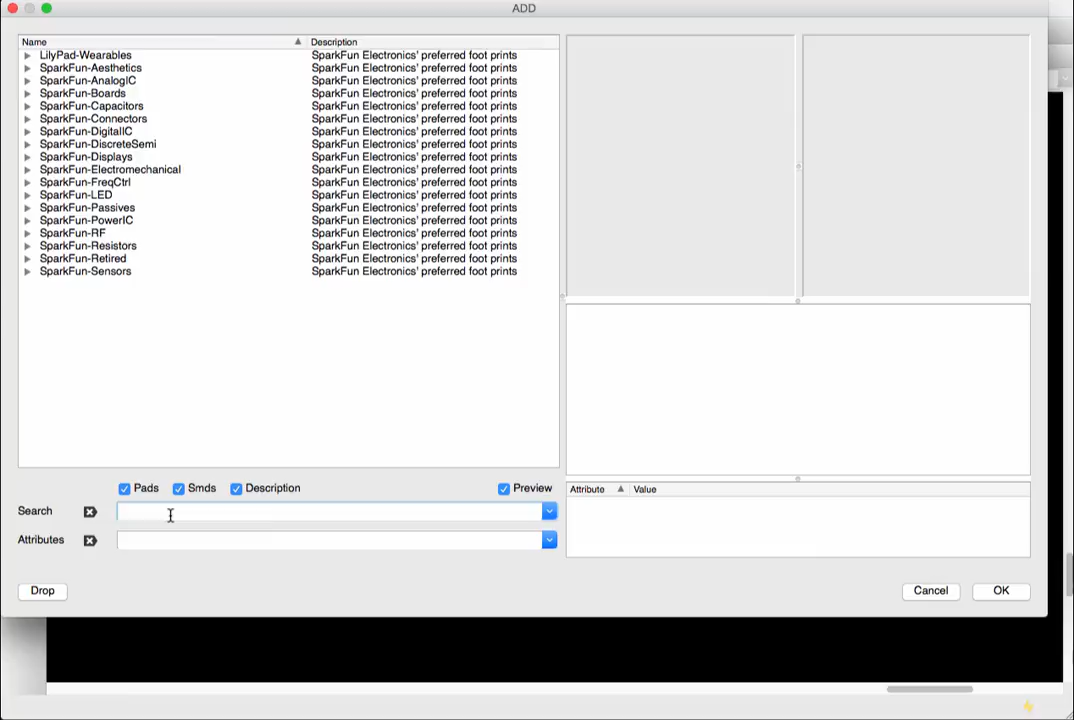 ADD
Name Description
LilyPad-Wearables SparkFun Electronics' preferred foot prints
SparkFun-Aesthetics SparkFun Electronics' preferred foot prints
SparkFun-AnalogIC SparkFun Electronics' preferred foot prints
SparkFun-Boards SparkFun Electronics' preferred foot prints
SparkFun-Capacitors SparkFun Electronics' preferred foot prints
SparkFun-Connectors SparkFun Electronics' preferred foot prints
SparkFun-DigitalIC SparkFun Electronics' preferred foot prints
SparkFun-DiscreteSemi SparkFun Electronics' preferred foot prints
SparkFun-Displays SparkFun Electronics' preferred foot prints
SparkFun-Electromechanical SparkFun Electronics' preferred foot prints
SparkFun-FreqCtrl SparkFun Electronics' preferred foot prints
SparkFun-LED SparkFun Electronics' preferred foot prints
SparkFun-Passives SparkFun Electronics' preferred foot prints
SparkFun-PowerIC SparkFun Electronics' preferred foot prints
SparkFun-RF SparkFun Electronics' preferred foot prints
SparkFun-Resistors SparkFun Electronics' preferred foot prints
SparkFun-Retired SparkFun Electronics' preferred foot prints
SparkFun-Sensors SparkFun Electronics' preferred foot prints
Pads Smds Description Preview
Attribute Value
Search
Attributes
Drop Cancel OK